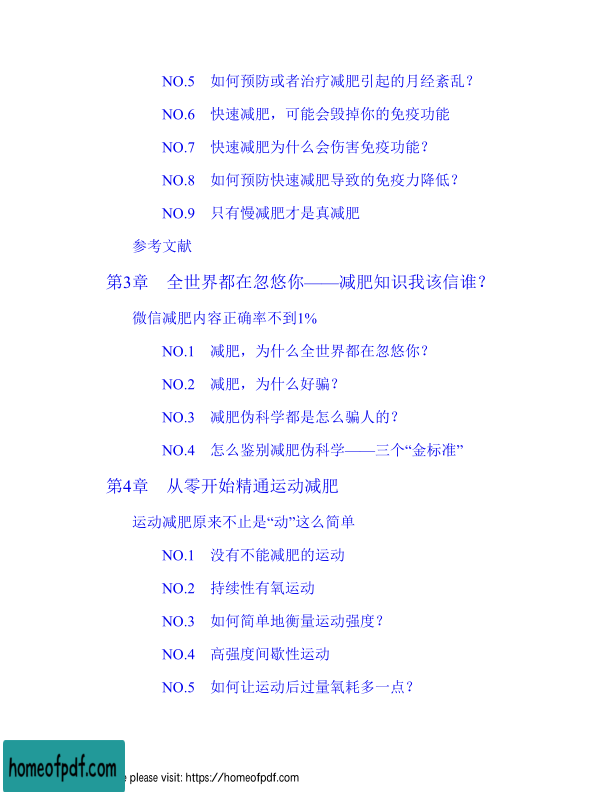 NO.5 如何预防或者治疗减肥引起的月经紊乱？
NO.6 快速减肥，可能会毁掉你的免疫功能
NO.7 快速减肥为什么会伤害免疫功能？
NO.8 如何预防快速减肥导致的免疫力降低？
NO.9 只有慢减肥才是真减肥
参考文献
第3章 全世界都在忽悠你——减肥知识我该信谁？
微信减肥内容正确率不到1%
NO.1 减肥，为什么全世界都在忽悠你？
NO.2 减肥，为什么好骗？
NO.3 减肥伪科学都是怎么骗人的？
NO.4 怎么鉴别减肥伪科学——三个“金标准”
第4章 从零开始精通运动减肥
运动减肥原来不止是“动”这么简单
NO.1 没有不能减肥的运动
NO.2 持续性有氧运动
NO.3 如何简单地衡量运动强度？
NO.4 高强度间歇性运动
NO.5 如何让运动后过量氧耗多一点？
homeofpdf.com
please visit: https://homeofpdf.com